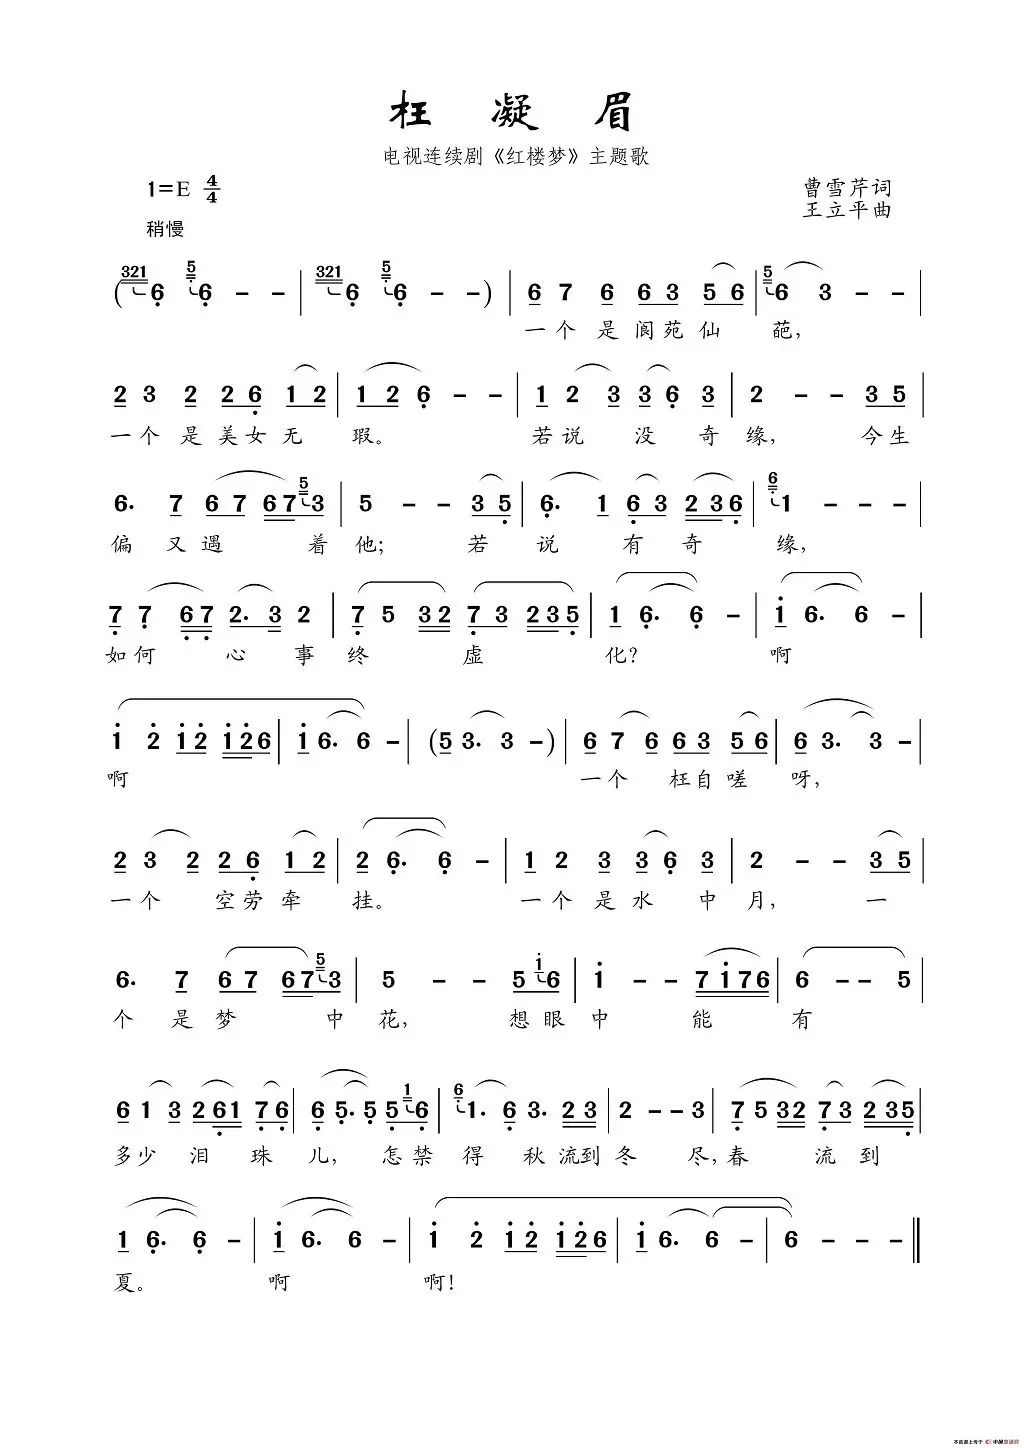 枉 凝 眉
电视连续剧《红楼梦》主题歌
1=E 4/4
曹雪芹词
王立平曲
稍慢
(321 6 5 6 - - | 321 6 5 6 - -) | 6 7 6 6 3 5 6 | 5 6 3 - - |
一个 是 阆 苑 仙 葩,
2 3 2 2 6 1 2 | 1 2 6 - - | 1 2 3 3 6 3 | 2 - - 3 5 |
一个 是 美 女 无 瑕。 若 说 没 奇 缘, 今 生
6. 7 6 7 6 7 5 3 | 5 - - 3 5 | 6. 1 6 3 2 3 6 | 6 1 - - - |
偏 又 遇 着 他; 若 说 有 奇 缘,
7 7 6 7 2. 3 2 | 7 5 3 2 7 3 2 3 5 | 1 6. 6 - | 1 6. 6 - |
如 何 心 事 终 虚 化? 啊
1 2 1 2 1 2 6 | 1 6. 6 - | (5 3. 3 -) | 6 7 6 6 3 5 6 | 6 3. 3 - |
啊 一个 枉 自 嗟 呀,
2 3 2 2 6 1 2 | 2 6. 6 - | 1 2 3 3 6 3 | 2 - - 3 5 |
一个 空 劳 牵 挂。 一个 是 水 中 月, 一
6. 7 6 7 6 7 5 3 | 5 - - 5 1 6 | 1 - - 7 1 7 6 | 6 - - 5 |
个 是 梦 中 花, 想 眼 中 能 有
6 1 3 2 6 1 7 6 | 6 5. 5 5 1 6 | 6 1. 6 3. 2 3 | 2 - - 3 | 7 5 3 2 7 3 2 3 5 |
多 少 泪 珠 儿, 怎 禁 得 秋 流 到 冬 尽, 春 流 到
1 6. 6 - | 1 6. 6 - | 1 2 1 2 1 2 6 | 1 6. 6 - | 6 - - - ||
夏。 啊 啊!